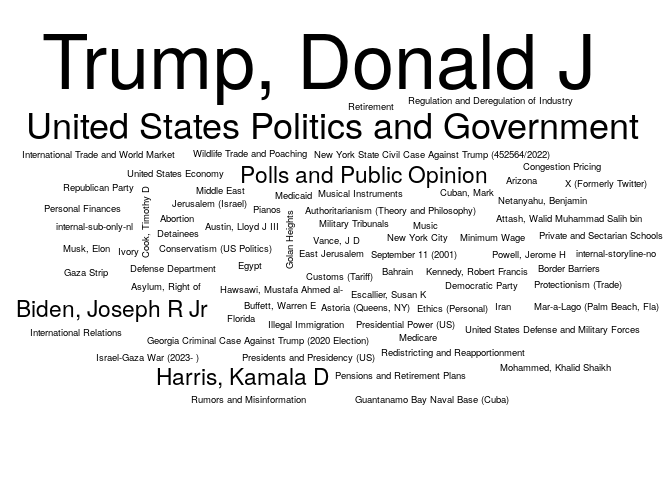 Trump, Donald J
Retirement
Regulation and Deregulation of Industry
United States Politics and Government
International Trade and World Market
Wildlife Trade and Poaching
New York State Civil Case Against Trump (452564/2022)
United States Economy
Polls and Public Opinion
Congestion Pricing
Republican Party
Cook, Timothy D
Middle East
Medicaid
Musical Instruments
Cuban, Mark
Arizona
X (Formerly Twitter)
Personal Finances
Jerusalem (Israel)
Pianos
Golan Heights
Authoritarianism (Theory and Philosophy)
Netanyahu, Benjamin
internal-sub-only-nl
Abortion
Austin, Lloyd J III
Military Tribunals
Music
Attash, Walid Muhammad Salih bin
Detainees
Vance, J D
New York City
Minimum Wage
Private and Sectarian Schools
Musk, Elon
Ivory
Conservatism (US Politics)
East Jerusalem
September 11 (2001)
Powell, Jerome H
internal-storyline-no
Gaza Strip
Defense Department
Egypt
Customs (Tariff)
Bahrain
Kennedy, Robert Francis
Border Barriers
Asylum, Right of
Hawsawi, Mustafa Ahmed al-
Escallier, Susan K
Democratic Party
Protectionism (Trade)
Biden, Joseph R Jr
Buffett, Warren E
Astoria (Queens, NY)
Ethics (Personal)
Iran
Mar-a-Lago (Palm Beach, Fla)
Florida
Illegal Immigration
Presidential Power (US)
United States Defense and Military Forces
International Relations
Georgia Criminal Case Against Trump (2020 Election)
Medicare
Israel-Gaza War (2023- )
Presidents and Presidency (US)
Redistricting and Reapportionment
Harris, Kamala D
Pensions and Retirement Plans
Mohammed, Khalid Shaikh
Rumors and Misinformation
Guantanamo Bay Naval Base (Cuba)